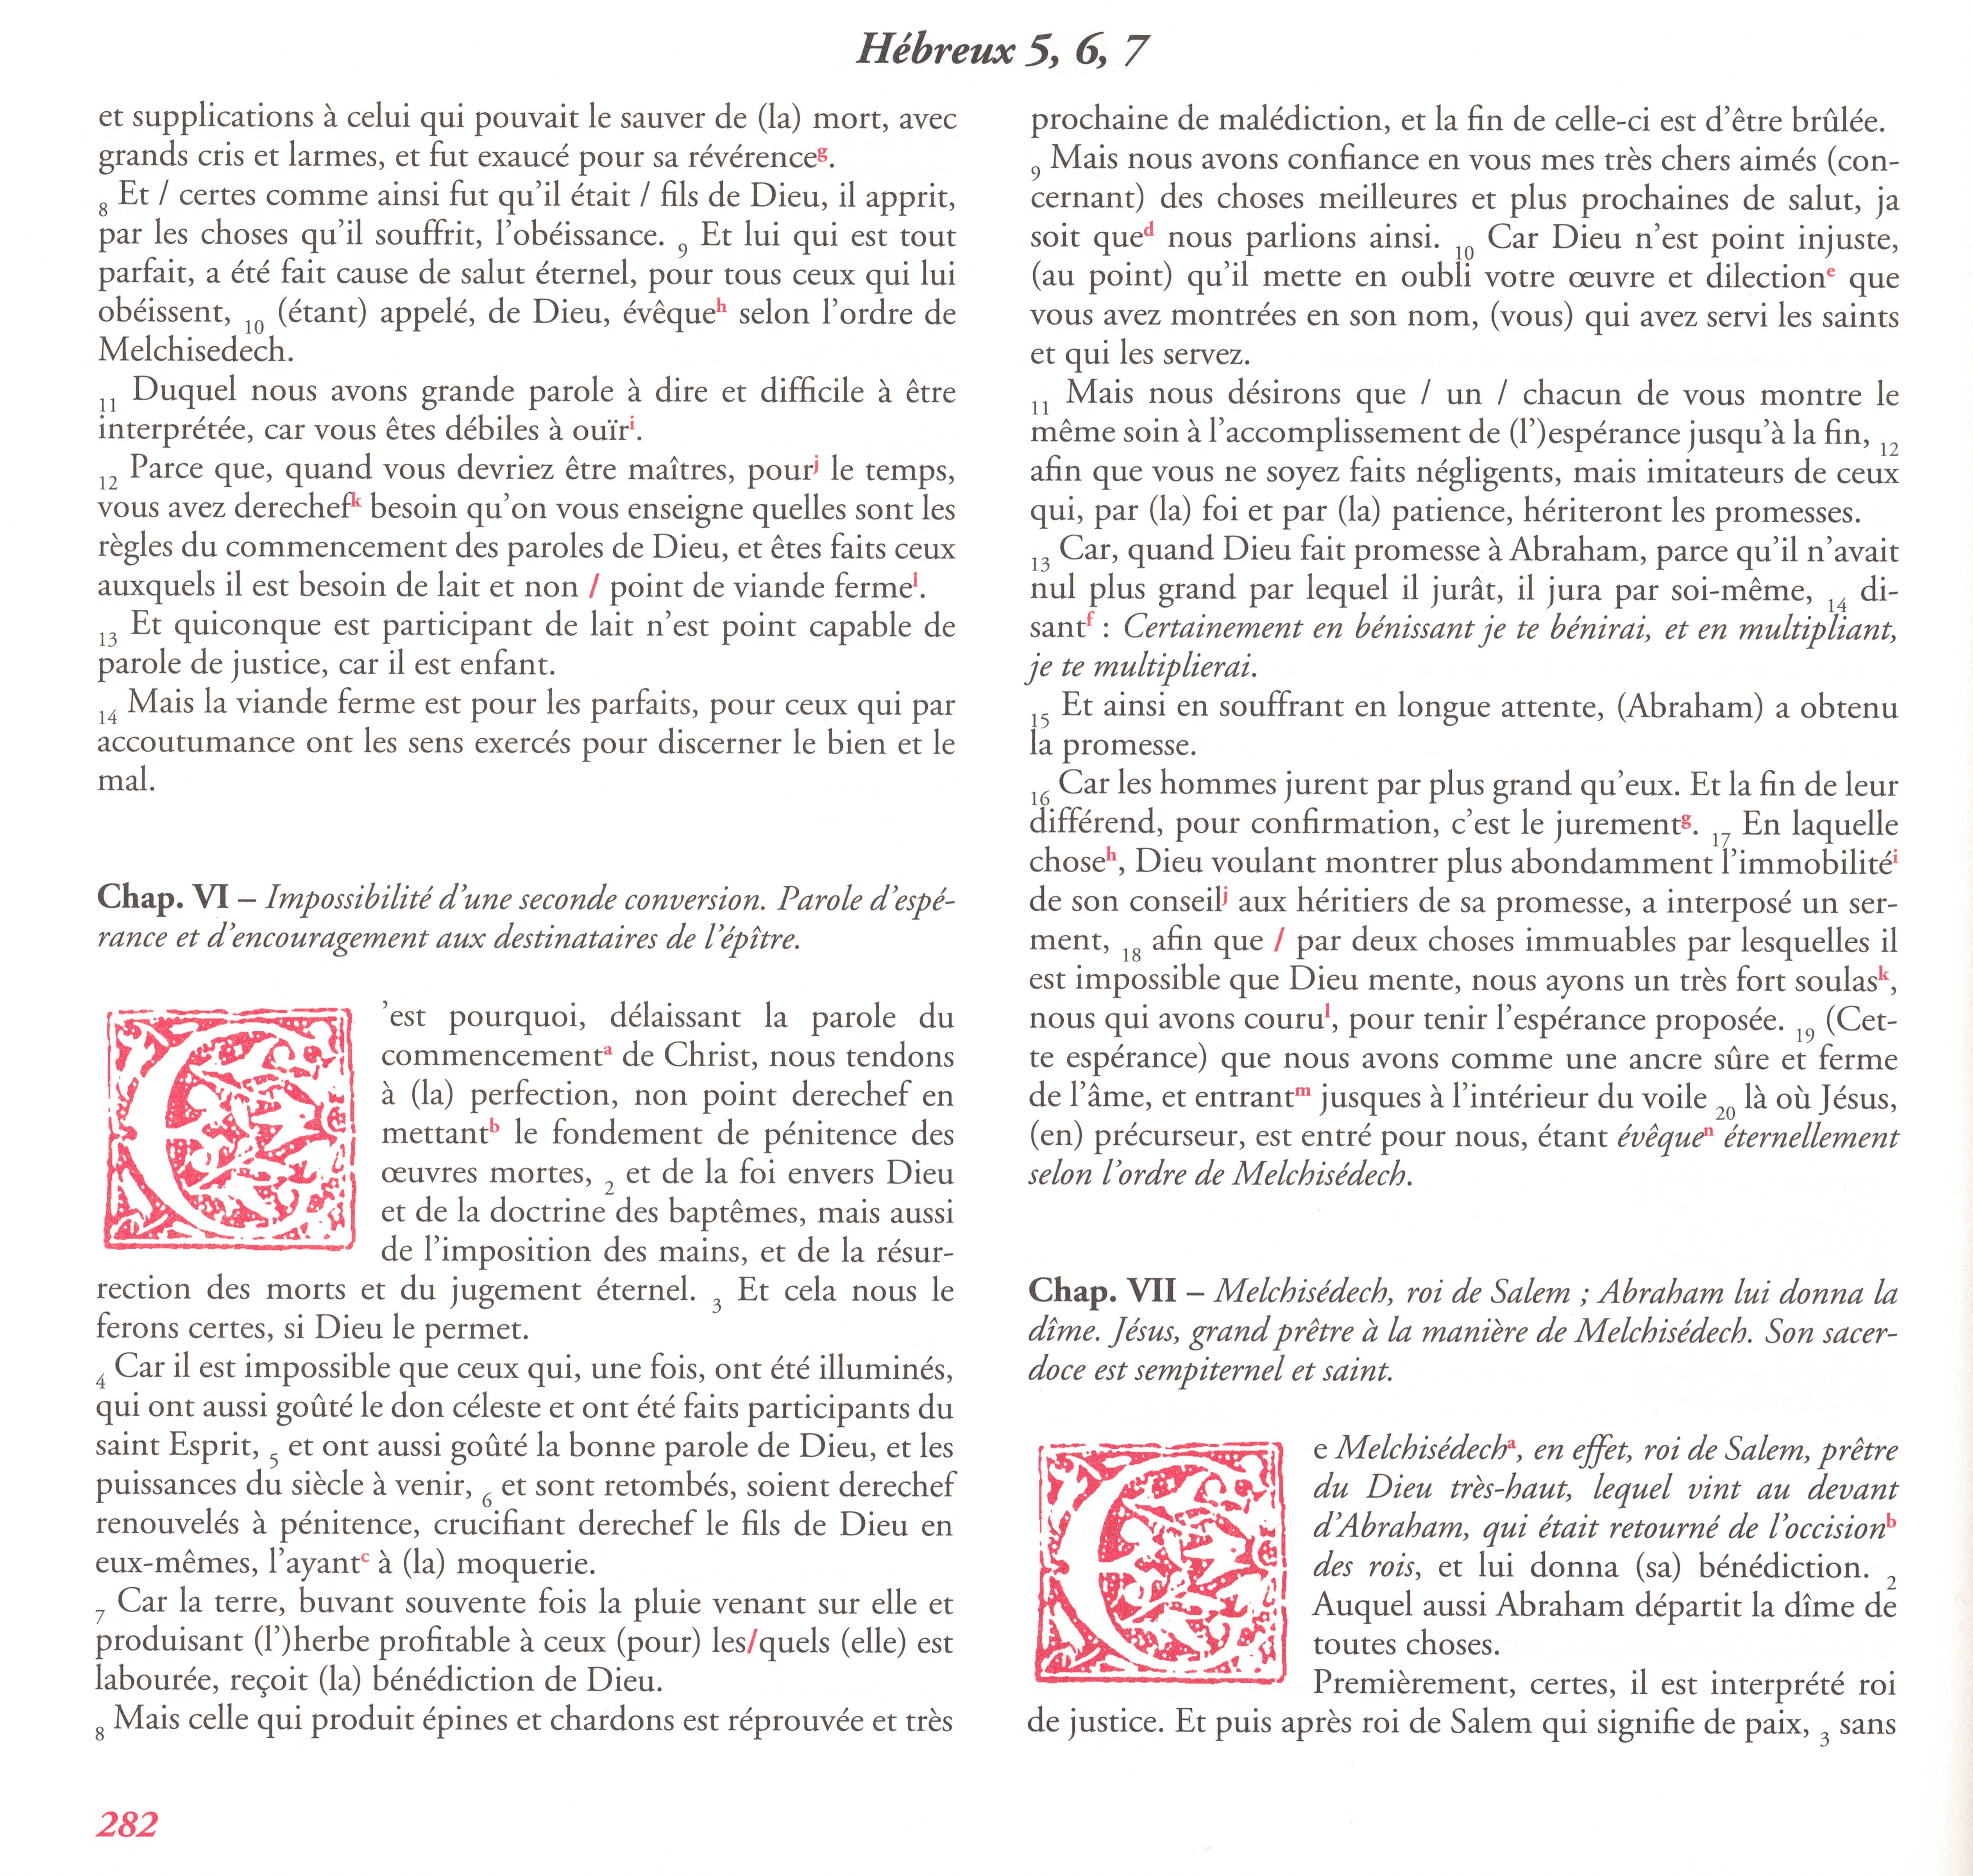 Hébreux 5, 6, 7
et supplications à celui qui pouvait le sauver de (la) mort, avec
grands cris et larmes, et fut exaucé pour sa révérenceg.
8 Et / certes comme ainsi fut qu'il était / fils de Dieu, il apprit,
par les choses qu'il souffrit, l'obéissance. 9 Et lui qui est tout
parfait, a été fait cause de salut éternel, pour tous ceux qui lui
obéissent, 10 (étant) appelé, de Dieu, évêqueh selon l'ordre de
Melchisedech.
11 Duquel nous avons grande parole à dire et difficile à être
interprétée, car vous êtes débiles à ouïri.
12 Parce que, quand vous devriez être maîtres, pourj le temps,
vous avez derechefk besoin qu'on vous enseigne quelles sont les
règles du commencement des paroles de Dieu, et êtes faits ceux
auxquels il est besoin de lait et non / point de viande fermel.
13 Et quiconque est participant de lait n'est point capable de
parole de justice, car il est enfant.
14 Mais la viande ferme est pour les parfaits, pour ceux qui par
accoutumance ont les sens exercés pour discerner le bien et le
mal.
Chap. VI – Impossibilité d'une seconde conversion. Parole d'espé-
rance et d'encouragement aux destinataires de l'épître.
C'est pourquoi, délaissant la parole du
commencementa de Christ, nous tendons
à (la) perfection, non point derechef en
mettantb le fondement de pénitence des
œuvres mortes, 2 et de la foi envers Dieu
et de la doctrine des baptêmes, mais aussi
de l'imposition des mains, et de la résur-
rection des morts et du jugement éternel. 3 Et cela nous le
ferons certes, si Dieu le permet.
4 Car il est impossible que ceux qui, une fois, ont été illuminés,
qui ont aussi goûté le don céleste et ont été faits participants du
saint Esprit, 5 et ont aussi goûté la bonne parole de Dieu, et les
puissances du siècle à venir, 6 et sont retombés, soient derechef
renouvelés à pénitence, crucifiant derechef le fils de Dieu en
eux-mêmes, l'ayantc à (la) moquerie.
7 Car la terre, buvant souvente fois la pluie venant sur elle et
produisant (l')herbe profitable à ceux (pour) les/quels (elle) est
labourée, reçoit (la) bénédiction de Dieu.
8 Mais celle qui produit épines et chardons est réprouvée et très
282
prochaine de malédiction, et la fin de celle-ci est d'être brûlée.
9 Mais nous avons confiance en vous mes très chers aimés (con-
cernant) des choses meilleures et plus prochaines de salut, ja
soit qued nous parlions ainsi. 10 Car Dieu n'est point injuste,
(au point) qu'il mette en oubli votre œuvre et dilectione que
vous avez montrées en son nom, (vous) qui avez servi les saints
et qui les servez.
11 Mais nous désirons que / un / chacun de vous montre le
même soin à l'accomplissement de (l')espérance jusqu'à la fin, 12
afin que vous ne soyez faits négligents, mais imitateurs de ceux
qui, par (la) foi et par (la) patience, hériteront les promesses.
13 Car, quand Dieu fait promesse à Abraham, parce qu'il n'avait
nul plus grand par lequel il jurât, il jura par soi-même, 14 di-
santf : Certainement en bénissant je te bénirai, et en multipliant,
je te multiplierai.
15 Et ainsi en souffrant en longue attente, (Abraham) a obtenu
la promesse.
16 Car les hommes jurent par plus grand qu'eux. Et la fin de leur
différend, pour confirmation, c'est le jurementg. 17 En laquelle
choseh, Dieu voulant montrer plus abondamment l'immobilitéi
de son conseilj aux héritiers de sa promesse, a interposé un ser-
ment, 18 afin que / par deux choses immuables par lesquelles il
est impossible que Dieu mente, nous ayons un très fort soulask,
nous qui avons courul, pour tenir l'espérance proposée. 19 (Cet-
te espérance) que nous avons comme une ancre sûre et ferme
de l'âme, et entrantm jusques à l'intérieur du voile 20 là où Jésus,
(en) précurseur, est entré pour nous, étant évêquen éternellement
selon l'ordre de Melchisédech.
Chap. VII – Melchisédech, roi de Salem ; Abraham lui donna la
dîme. Jésus, grand prêtre à la manière de Melchisédech. Son sacer-
doce est sempiternel et saint.
Ce Melchisédecha, en effet, roi de Salem, prêtre
du Dieu très-haut, lequel vint au devant
d'Abraham, qui était retourné de l'occisionb
des rois, et lui donna (sa) bénédiction. 2
Auquel aussi Abraham départit la dîme de
toutes choses.
Premièrement, certes, il est interprété roi
de justice. Et puis après roi de Salem qui signifie de paix, 3 sans